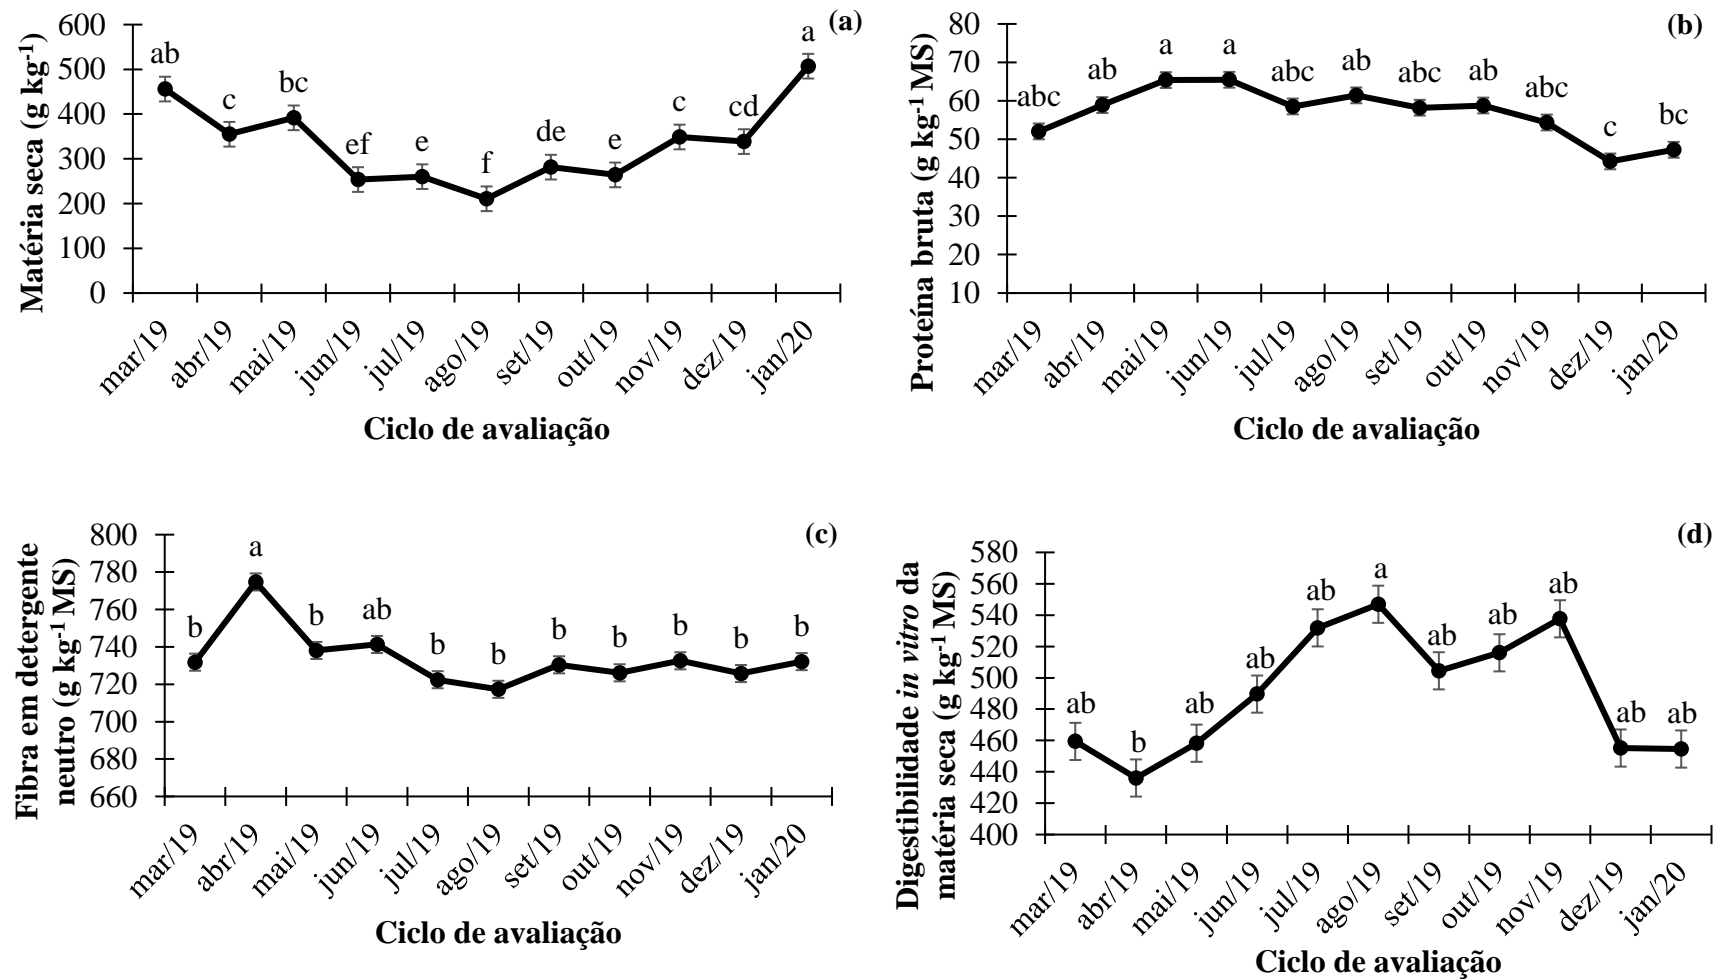 (a)
Matéria seca (g kg-1)
600
500
400
300
200
100
0
ab
c
bc
ef
e
f
de
e
c
cd
a
mar/19
abr/19
mai/19
jun/19
jul/19
ago/19
set/19
out/19
nov/19
dez/19
jan/20
Ciclo de avaliação
(b)
Proteína bruta (g kg-1 MS)
80
70
60
50
40
30
20
10
abc
ab
a
a
abc
ab
abc
ab
abc
c
bc
mar/19
abr/19
mai/19
jun/19
jul/19
ago/19
set/19
out/19
nov/19
dez/19
jan/20
Ciclo de avaliação
(c)
Fibra em detergente
neutro (g kg-1 MS)
800
780
760
740
720
700
680
660
b
a
b
ab
b
b
b
b
b
b
b
mar/19
abr/19
mai/19
jun/19
jul/19
ago/19
set/19
out/19
nov/19
dez/19
jan/20
Ciclo de avaliação
(d)
Digestibilidade in vitro da
matéria seca (g kg-1 MS)
580
560
540
520
500
480
460
440
420
400
ab
b
ab
ab
ab
a
ab
ab
ab
ab
ab
mar/19
abr/19
mai/19
jun/19
jul/19
ago/19
set/19
out/19
nov/19
dez/19
jan/20
Ciclo de avaliação